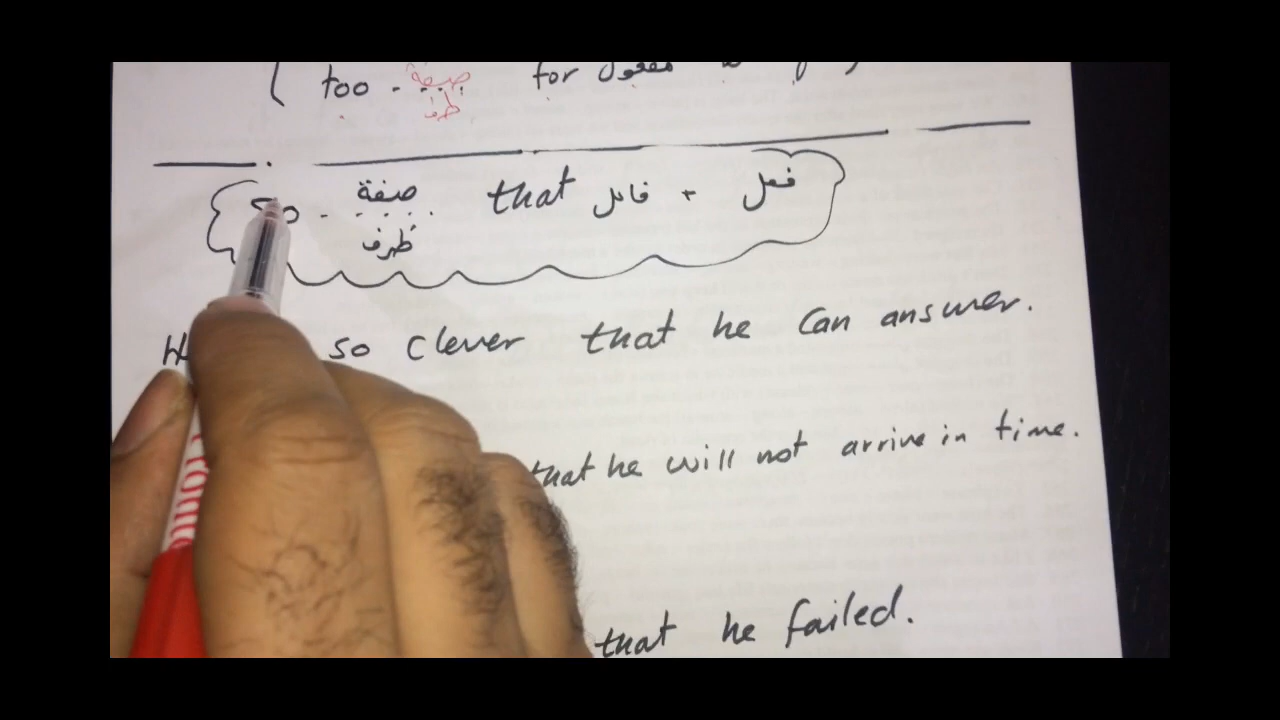 too .... صفة for مفعول
ظرف
so ..... صفة that فاعل + فعل
ظرف
so clever that he can answer.
that he will not arrive in time.
that he failed.